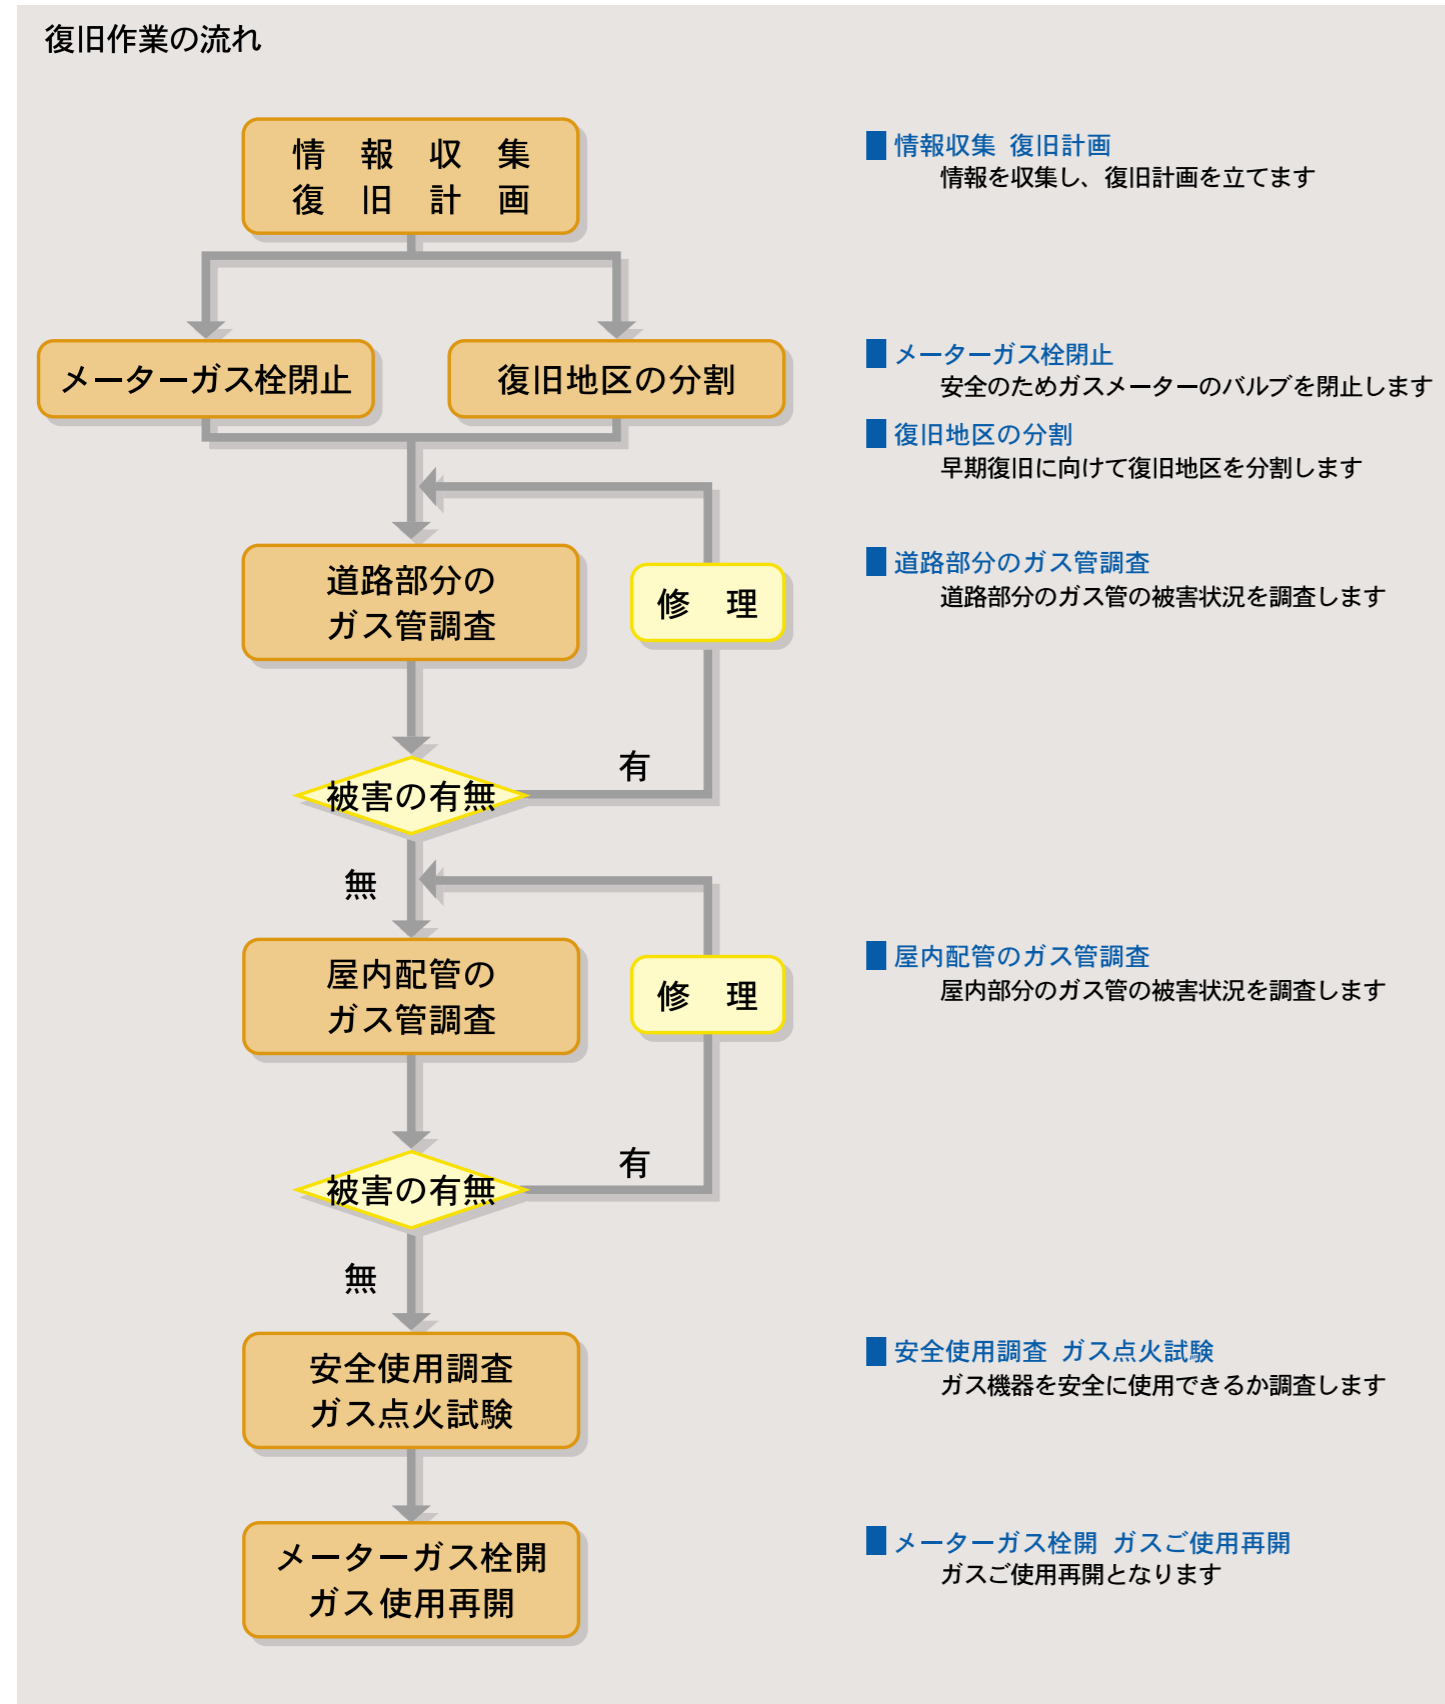 復旧作業の流れ
情 報 収 集
復 旧 計 画
■情報収集 復旧計画
情報を収集し、復旧計画を立てます
メーターガス栓閉止
復旧地区の分割
■メーターガス栓閉止
安全のためガスメーターのバルブを閉止します
■復旧地区の分割
早期復旧に向けて復旧地区を分割します
道路部分の
ガス管調査
修 理
■道路部分のガス管調査
道路部分のガス管の被害状況を調査します
有
被害の有無
無
屋内配管の
ガス管調査
修 理
■屋内配管のガス管調査
屋内部分のガス管の被害状況を調査します
有
被害の有無
無
安全使用調査
ガス点火試験
■安全使用調査 ガス点火試験
ガス機器を安全に使用できるか調査します
メーターガス栓開
ガス使用再開
■メーターガス栓開 ガスご使用再開
ガスご使用再開となります